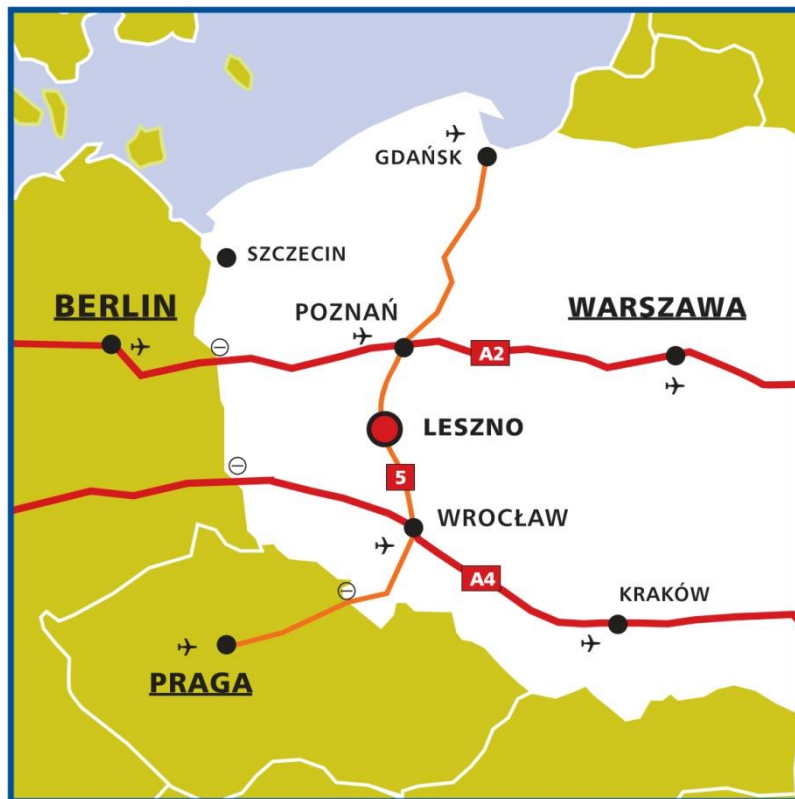 GDAŃSK
SZCZECIN
BERLIN
POZNAŃ
WARSZAWA
A2
LESZNO
5
WROCŁAW
A4
KRAKÓW
PRAGA